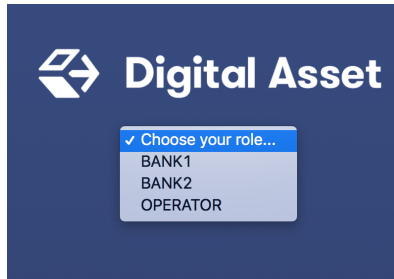 Digital Asset
✓ Choose your role...
BANK1
BANK2
OPERATOR